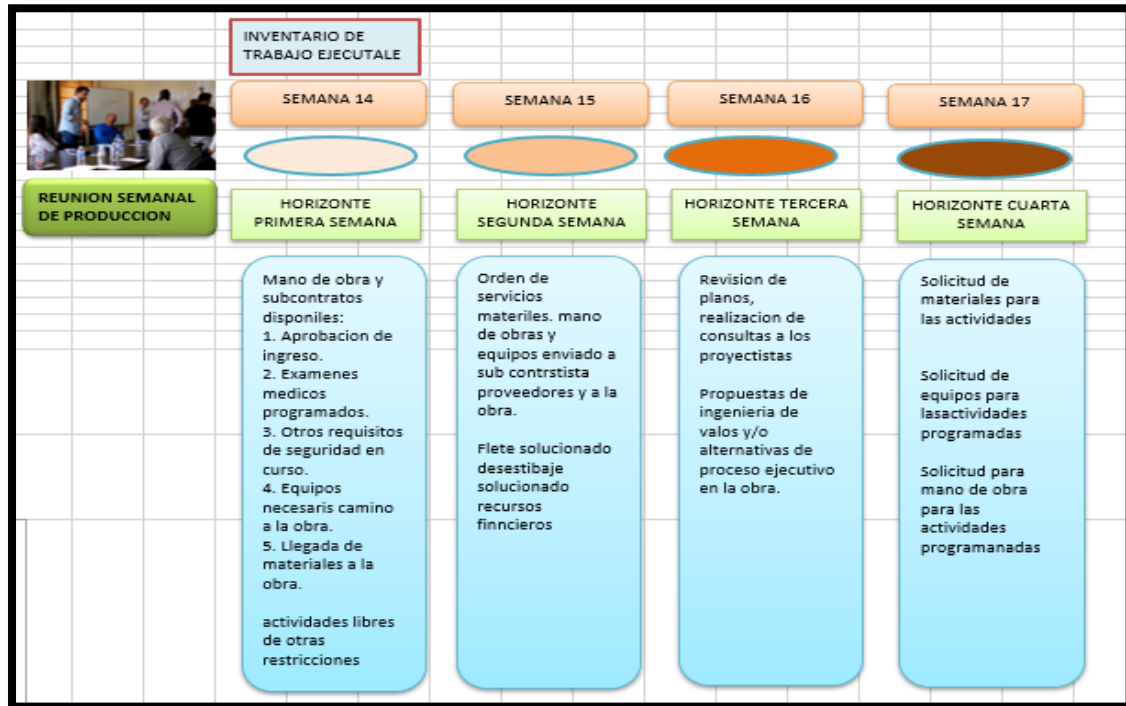 INVENTARIO DE
TRABAJO EJECUTALE
SEMANA 14
SEMANA 15
SEMANA 16
SEMANA 17
REUNION SEMANAL
DE PRODUCCION
HORIZONTE
PRIMERA SEMANA
HORIZONTE
SEGUNDA SEMANA
HORIZONTE TERCERA
SEMANA
HORIZONTE CUARTA
SEMANA
Mano de obra y
subcontratos
disponiles:
1. Aprobacion de
ingreso.
2. Examenes
medicos
programados.
3. Otros requisitos
de seguridad en
curso.
4. Equipos
necesaris camino
a la obra.
5. Llegada de
materiales a la
obra.
actividades libres
de otras
restricciones
Orden de
servicios
materiles. mano
de obras y
equipos enviado a
sub contrstista
proveedores y a la
obra.
Flete solucionado
desestibaje
solucionado
recursos
finncieros
Revision de
planos,
realizacion de
consultas a los
proyectistas
Propuestas de
ingenieria de
valos y/o
alternativas de
proceso ejecutivo
en la obra.
Solicitud de
materiales para
las actividades
Solicitud de
equipos para
lasactividades
programadas
Solicitud para
mano de obra
para las
actividades
programanadas